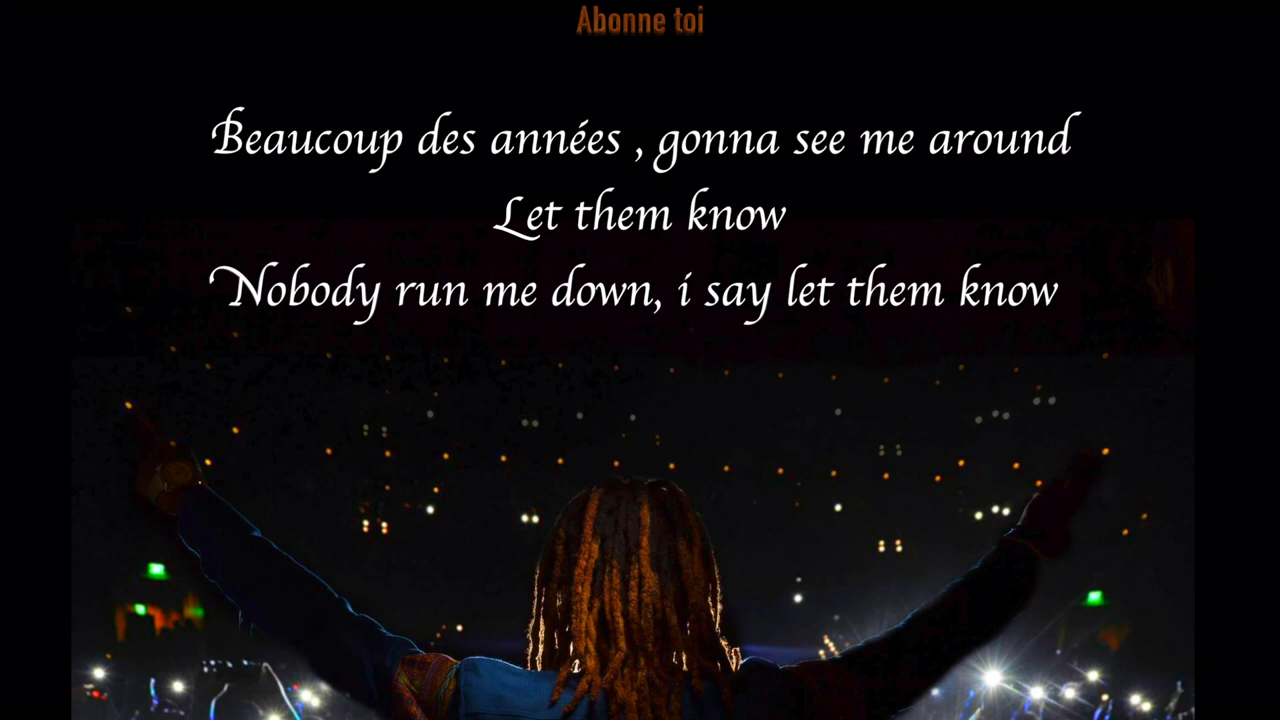 Abonne toi
Beaucoup des années , gonna see me around
Let them know
Nobody run me down, i say let them know